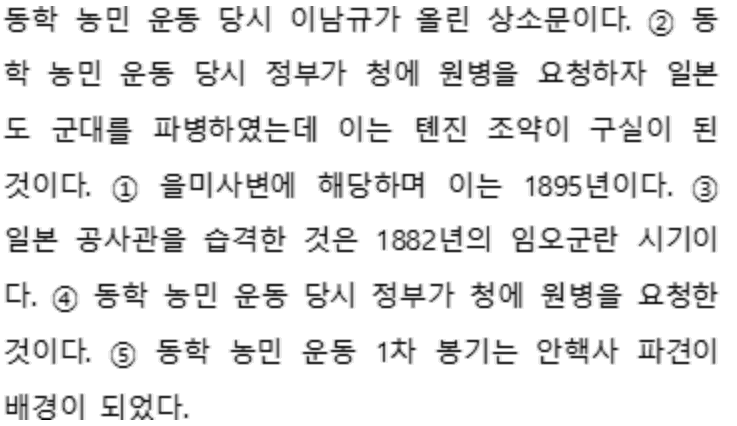 동학 농민 운동 당시 이남규가 올린 상소문이다. ② 동
학 농민 운동 당시 정부가 청에 원병을 요청하자 일본
도 군대를 파병하였는데 이는 톈진 조약이 구실이 된
것이다. ① 을미사변에 해당하며 이는 1895년이다. ③
일본 공사관을 습격한 것은 1882년의 임오군란 시기이
다. ④ 동학 농민 운동 당시 정부가 청에 원병을 요청한
것이다. ⑤ 동학 농민 운동 1차 봉기는 안핵사 파견이
배경이 되었다.